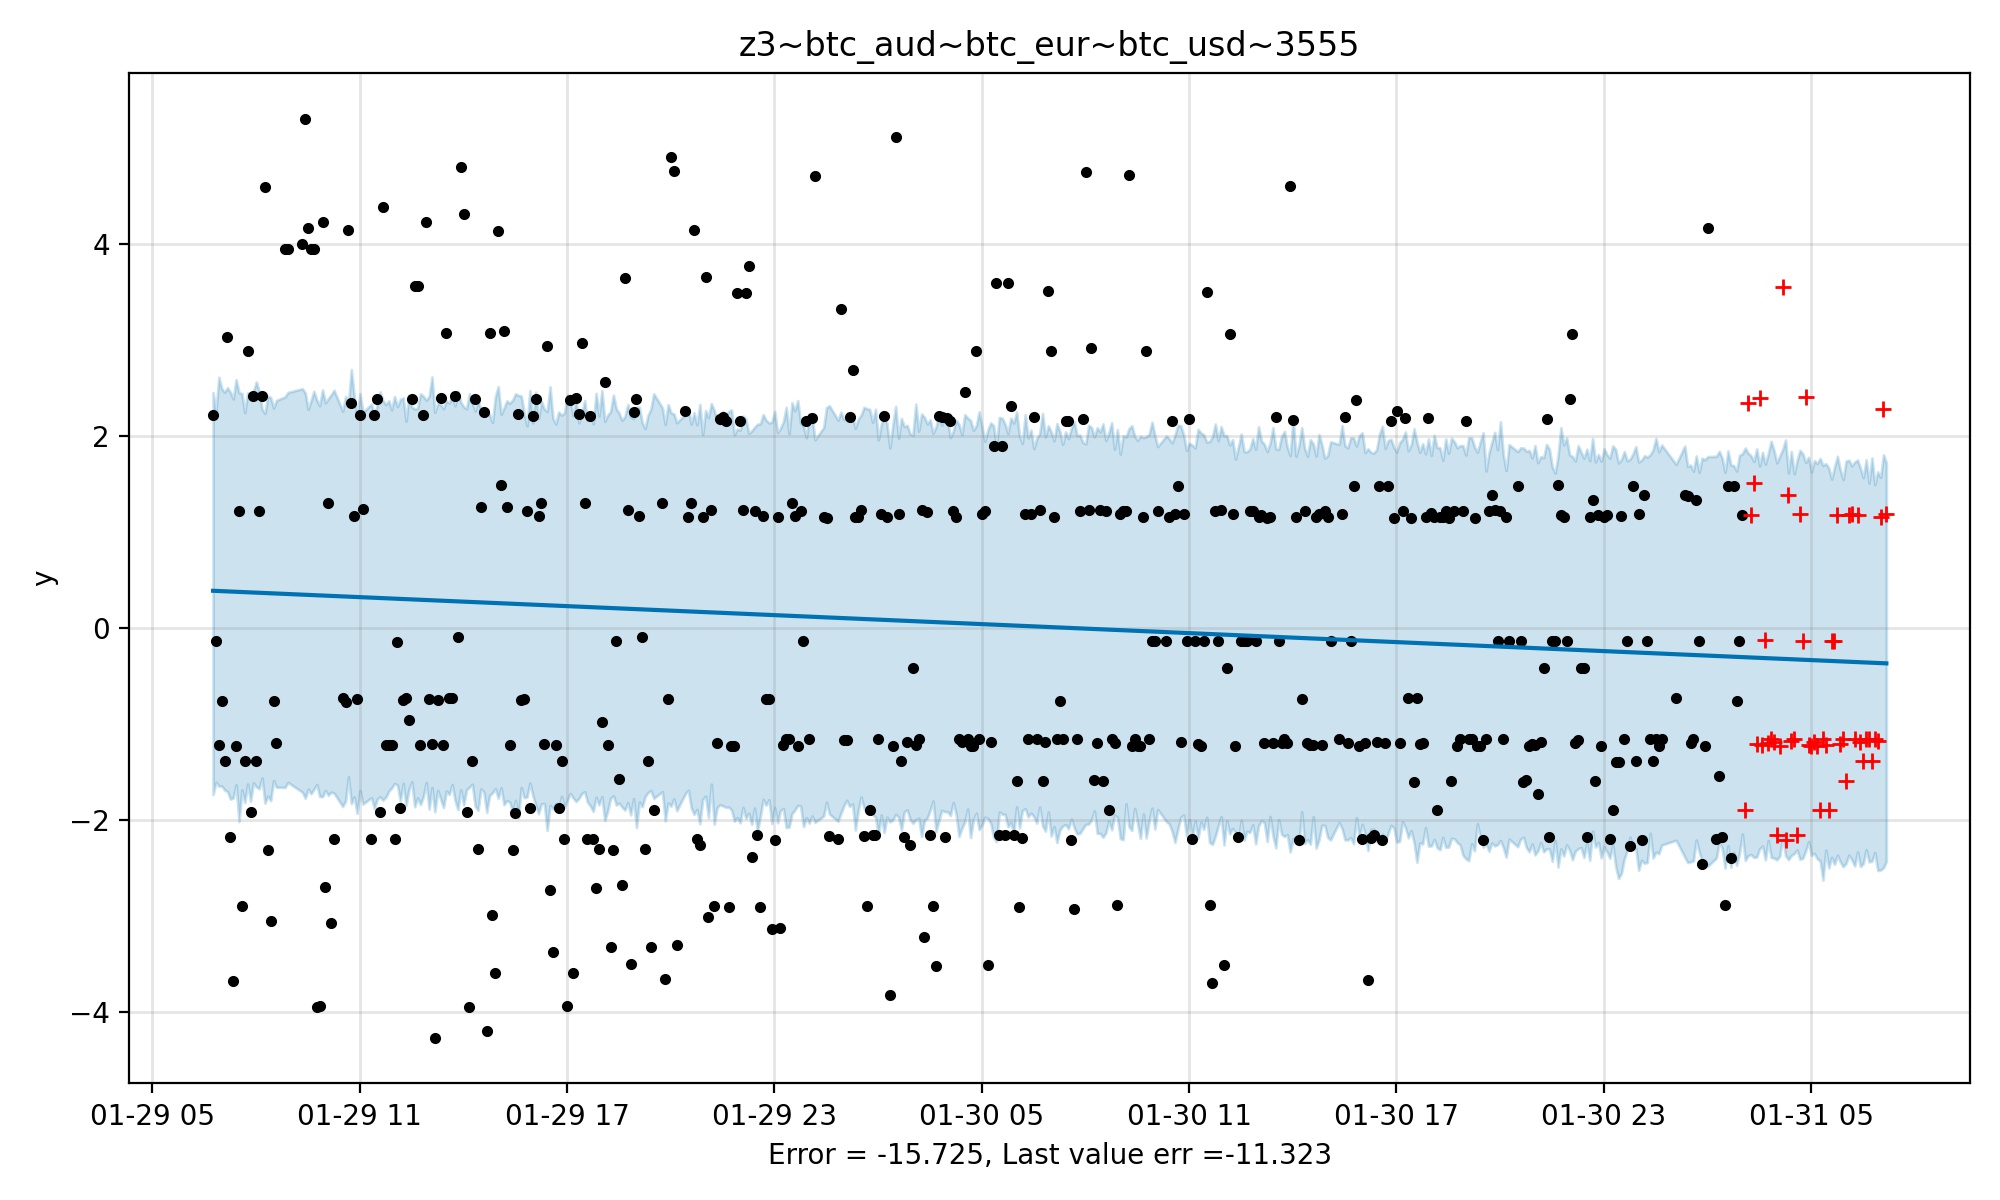 z3~btc_aud~btc_eur~btc_usd~3555
y
4
2
0
−2
−4
01-29 05 01-29 11 01-29 17 01-29 23 01-30 05 01-30 11 01-30 17 01-30 23 01-31 05
Error = -15.725, Last value err =-11.323